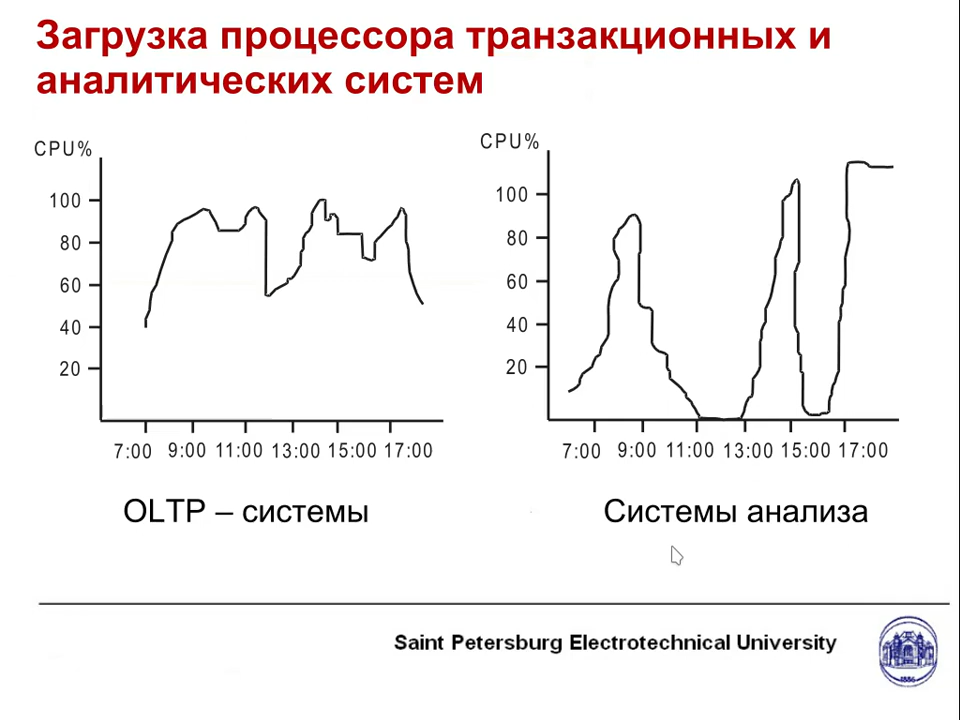 Загрузка процессора транзакционных и
аналитических систем
CPU%
100
80
60
40
20
7:00 9:00 11:00 13:00 15:00 17:00
OLTP – системы
CPU%
100
80
60
40
20
7:00 9:00 11:00 13:00 15:00 17:00
Системы анализа
Saint Petersburg Electrotechnical University
1886